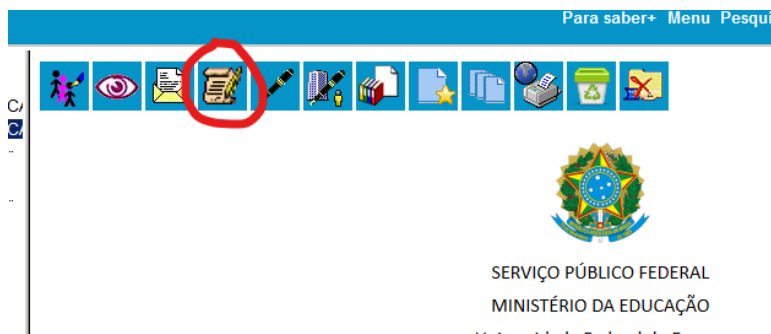 Para saber+ Menu
SERVIÇO PÚBLICO FEDERAL
MINISTÉRIO DA EDUCAÇÃO